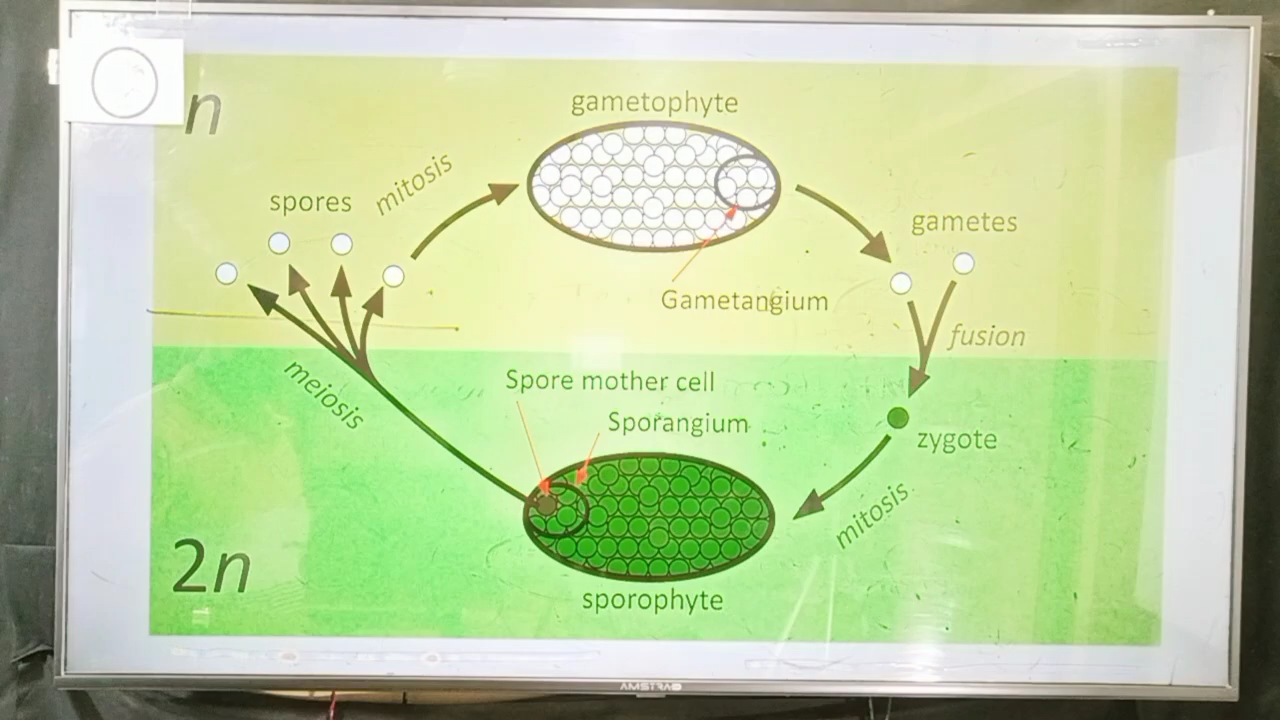 n
gametophyte
mitosis
spores
gametes
Gametangium
fusion
meiosis
Spore mother cell
Sporangium
zygote
mitosis
2n
sporophyte
AMSTRAD